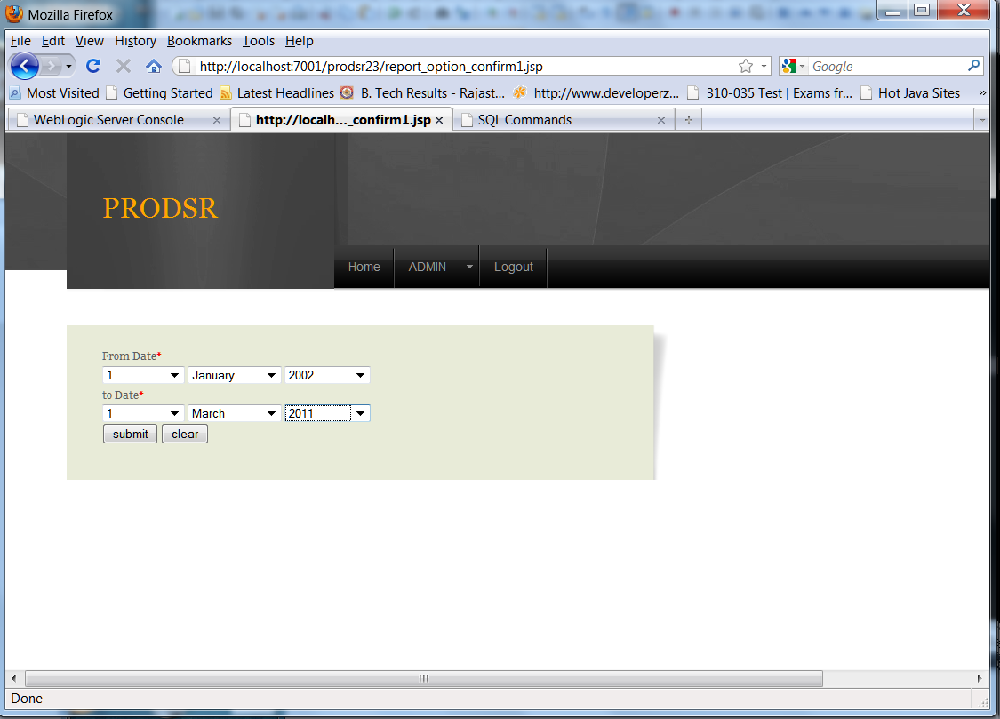 Mozilla Firefox
File Edit View History Bookmarks Tools Help
http://localhost:7001/prodsr23/report_option_confirm1.jsp
Google
Most Visited Getting Started Latest Headlines B. Tech Results - Rajast... http://www.developerz... 310-035 Test | Exams fr... Hot Java Sites »
WebLogic Server Console http://localh..._confirm1.jsp SQL Commands
PRODSR
Home ADMIN Logout
From Date*
1 January 2002
to Date*
1 March 2011
submit clear
Done